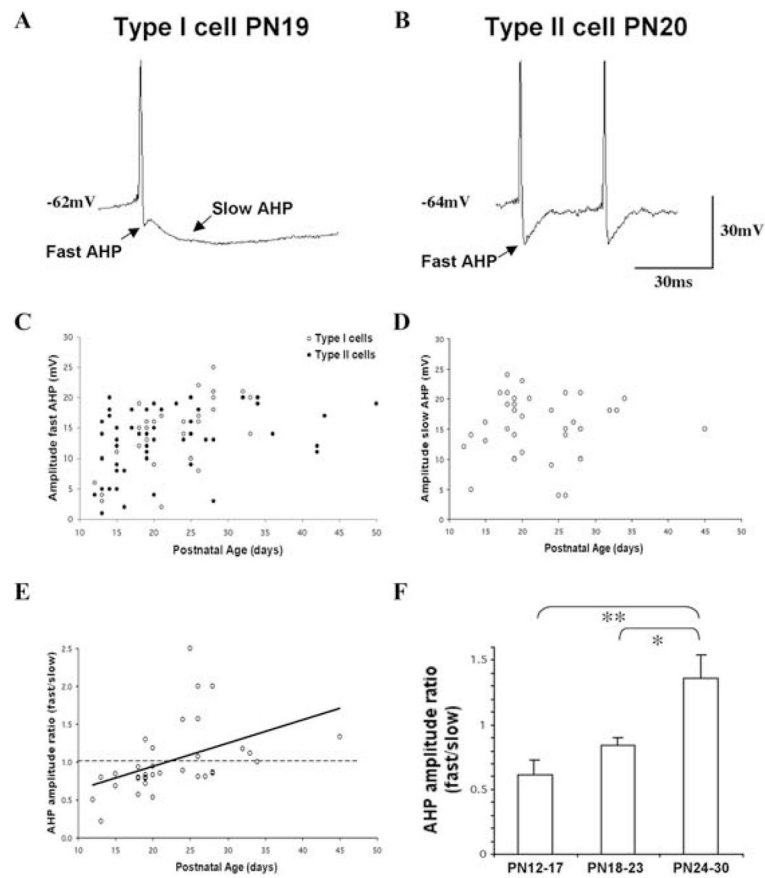 A
Type I cell PN19
-62mV
Fast AHP
Slow AHP
B
Type II cell PN20
-64mV
Fast AHP
30mV
30ms
C
Amplitude fast AHP (mV)
30
25
20
15
10
5
0
10 15 20 25 30 35 40 45 50
Postnatal Age (days)
Type I cells
Type II cells
D
Amplitude slow AHP (mV)
30
25
20
15
10
5
0
10 15 20 25 30 35 40 45 50
Postnatal Age (days)
E
AHP amplitude ratio (fast/slow)
2.5
2.0
1.5
1.0
0.5
0.0
10 15 20 25 30 35 40 45 50
Postnatal Age (days)
F
**
*
AHP amplitude ratio
(fast/slow)
1.5
1
0.5
0
PN12-17 PN18-23 PN24-30